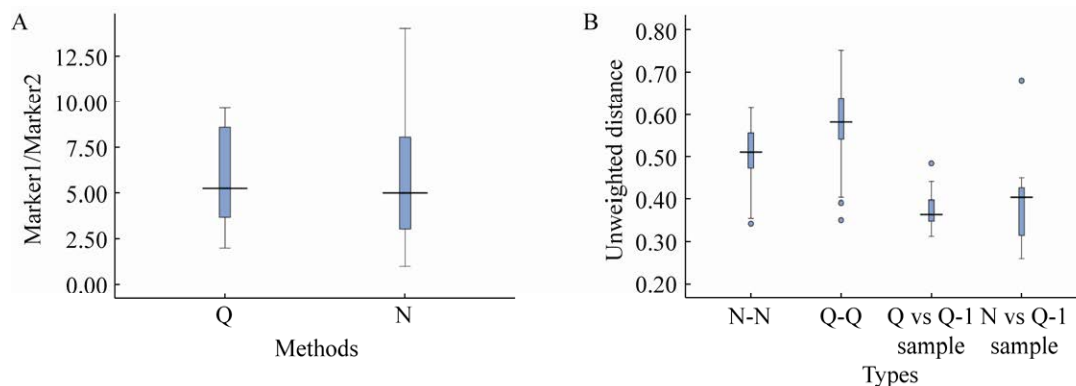 A
Marker1/Marker2
12.50
10.00
7.50
5.00
2.50
0.00
Q N
Methods
B
Unweighted distance
0.80
0.80
0.70
0.60
0.50
0.40
0.30
0.20
N-N Q-Q Q vs Q-1 N vs Q-1
sample sample
Types